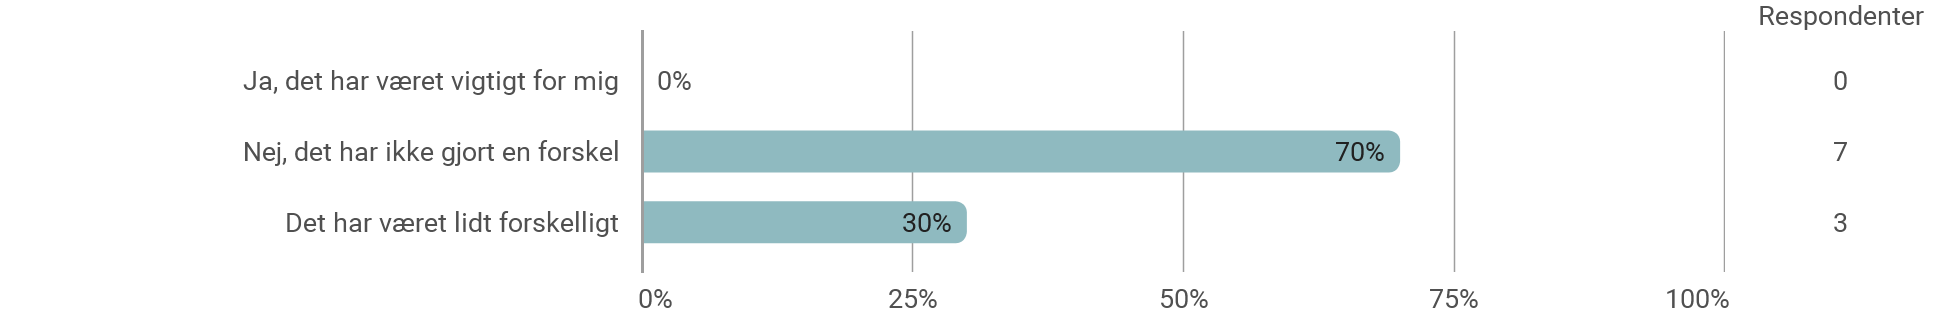 Respondenter
Ja, det har været vigtigt for mig 0% 0
Nej, det har ikke gjort en forskel 70% 7
Det har været lidt forskelligt 30% 3
0% 25% 50% 75% 100%